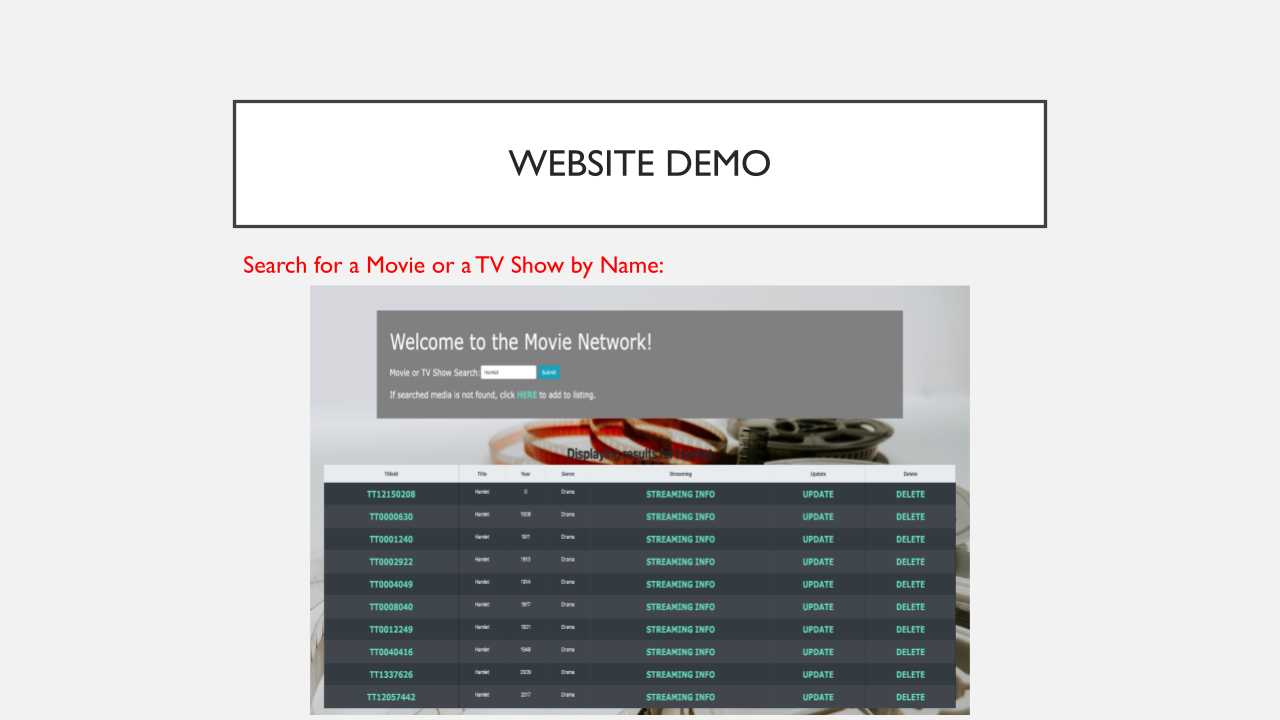 WEBSITE DEMO
Search for a Movie or a TV Show by Name:
Welcome to the Movie Network!
Movie or TV Show Search: Hamlet Submit
If searched media is not found, click HERE to add to listing.
Displaying results
TitleId Title Year Genre Streaming Update Delete
TT12150208 Hamlet 0 Drama STREAMING INFO UPDATE DELETE
TT0000630 Hamlet 1908 Drama STREAMING INFO UPDATE DELETE
TT0001240 Hamlet 1911 Drama STREAMING INFO UPDATE DELETE
TT0002922 Hamlet 1913 Drama STREAMING INFO UPDATE DELETE
TT0004049 Hamlet 1914 Drama STREAMING INFO UPDATE DELETE
TT0008040 Hamlet 1917 Drama STREAMING INFO UPDATE DELETE
TT0012249 Hamlet 1921 Drama STREAMING INFO UPDATE DELETE
TT0040416 Hamlet 1948 Drama STREAMING INFO UPDATE DELETE
TT1337626 Hamlet Drama STREAMING INFO UPDATE DELETE
TT12057442 Hamlet 2017 Drama STREAMING INFO UPDATE DELETE